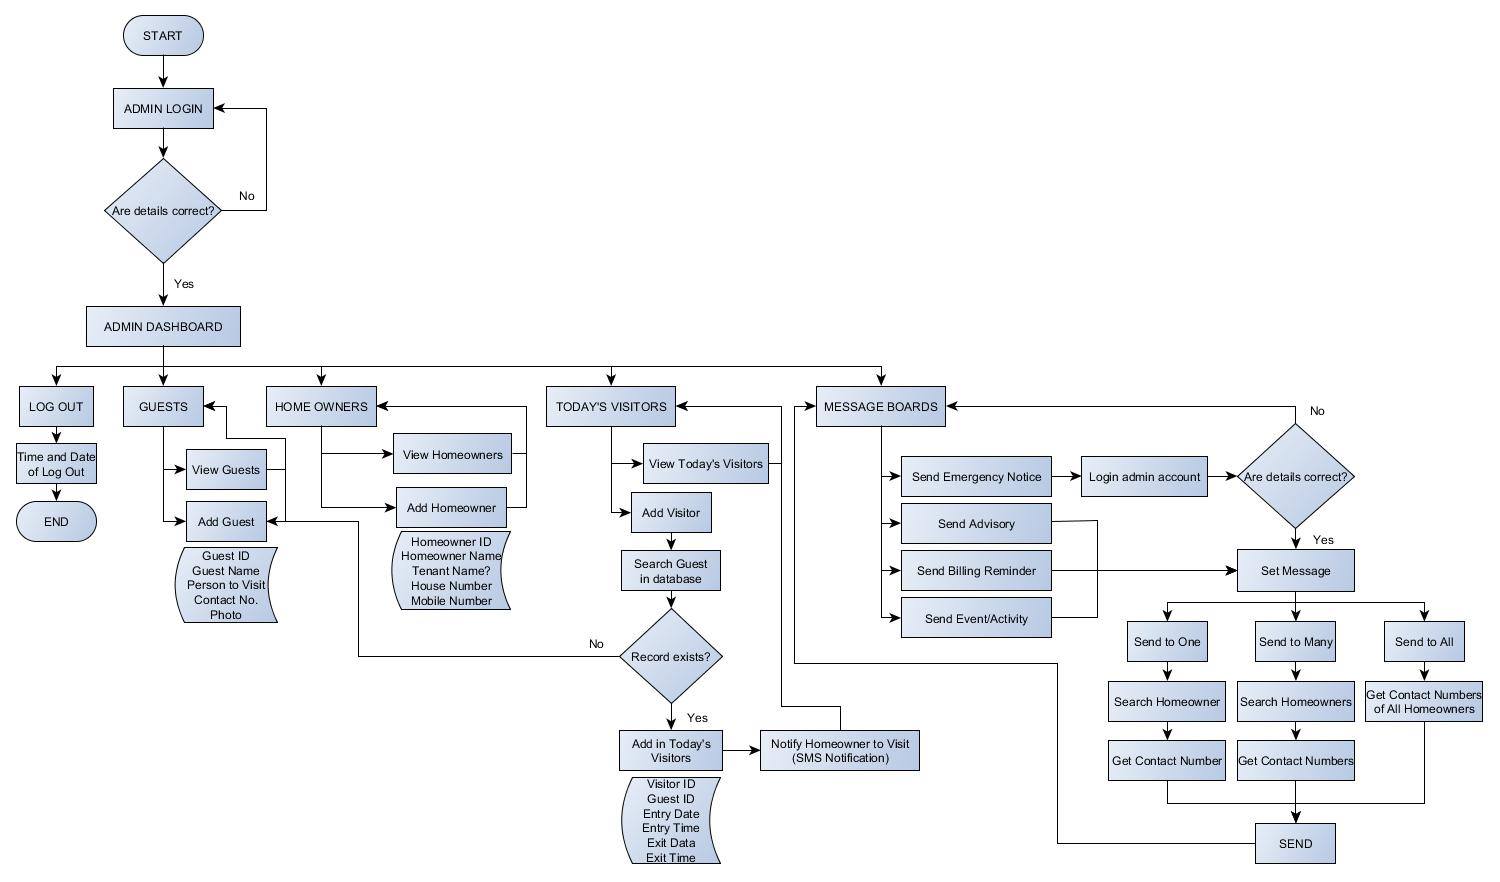 START
ADMIN LOGIN
Are details correct?
No
Yes
ADMIN DASHBOARD
LOG OUT
Time and Date
of Log Out
END
GUESTS
View Guests
Add Guest
Guest ID
Guest Name
Person to Visit
Contact No.
Photo
HOME OWNERS
View Homeowners
Add Homeowner
Homeowner ID
Homeowner Name
Tenant Name?
House Number
Mobile Number
TODAY'S VISITORS
View Today's Visitors
Add Visitor
Search Guest
in database
Record exists?
No
Yes
Add in Today's
Visitors
Notify Homeowner to Visit
(SMS Notification)
Visitor ID
Guest ID
Entry Date
Entry Time
Exit Data
Exit Time
MESSAGE BOARDS
Send Emergency Notice
Send Advisory
Send Billing Reminder
Send Event/Activity
Login admin account
Are details correct?
No
Yes
Set Message
Send to One
Search Homeowner
Get Contact Number
Send to Many
Search Homeowners
Get Contact Numbers
Send to All
Get Contact Numbers
of All Homeowners
SEND